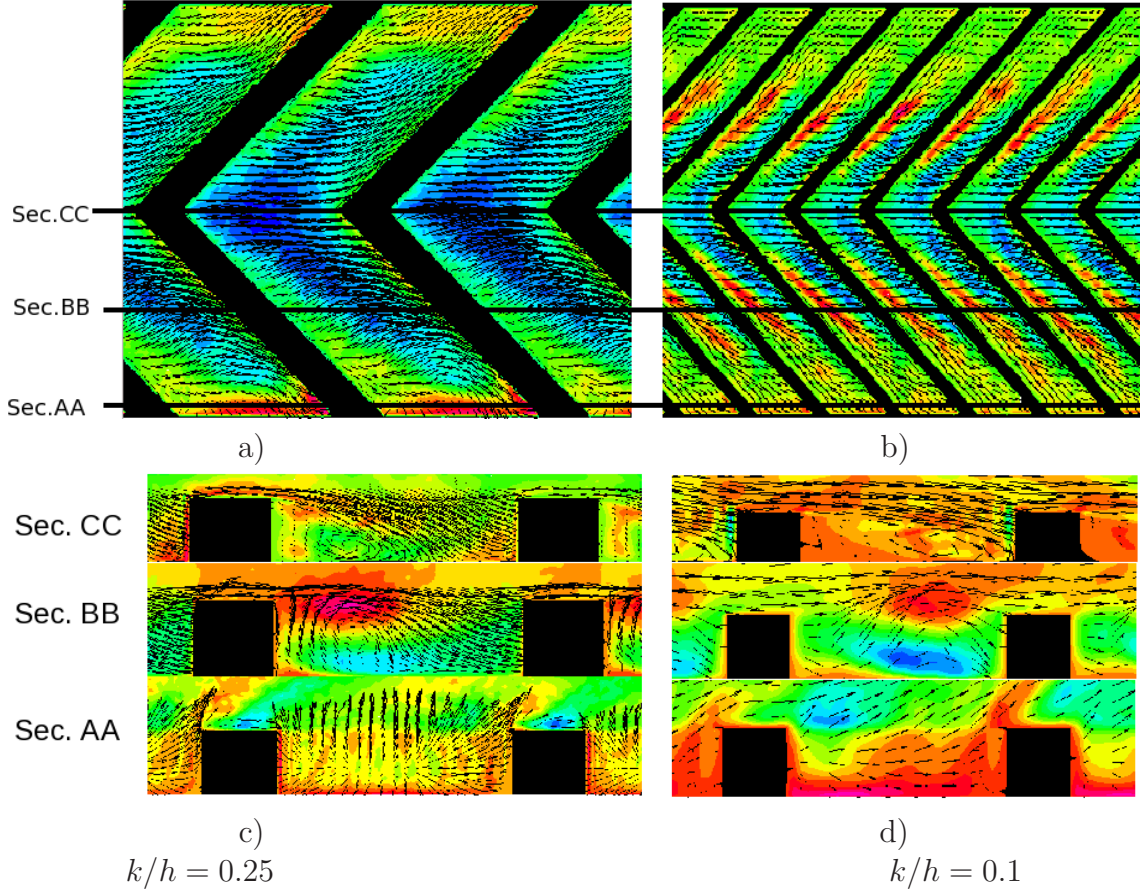 Sec.CC
Sec.BB
Sec.AA
a)
b)
Sec. CC
Sec. BB
Sec. AA
c)
d)
k/h = 0.25
k/h = 0.1